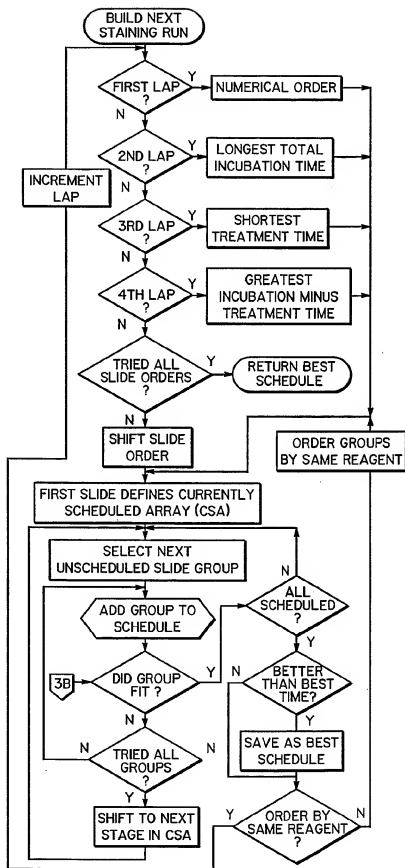 BUILD NEXT
STAINING RUN
FIRST LAP
?
Y
N
NUMERICAL ORDER
2ND LAP
?
Y
N
LONGEST TOTAL
INCUBATION TIME
INCREMENT
LAP
3RD LAP
?
Y
N
SHORTEST
TREATMENT TIME
4TH LAP
?
Y
N
GREATEST
INCUBATION MINUS
TREATMENT TIME
TRIED ALL
SLIDE ORDERS
?
Y
N
RETURN BEST
SCHEDULE
SHIFT SLIDE
ORDER
ORDER GROUPS
BY SAME REAGENT
FIRST SLIDE DEFINES CURRENTLY
SCHEDULED ARRAY (CSA)
SELECT NEXT
UNSCHEDULED SLIDE GROUP
ADD GROUP TO
SCHEDULE
3B
DID GROUP
FIT ?
Y
N
TRIED ALL
GROUPS
?
N
N
Y
SHIFT TO NEXT
STAGE IN CSA
ALL
SCHEDULED
?
N
Y
BETTER
THAN BEST
TIME?
N
Y
SAVE AS BEST
SCHEDULE
ORDER BY
SAME REAGENT
?
Y
N